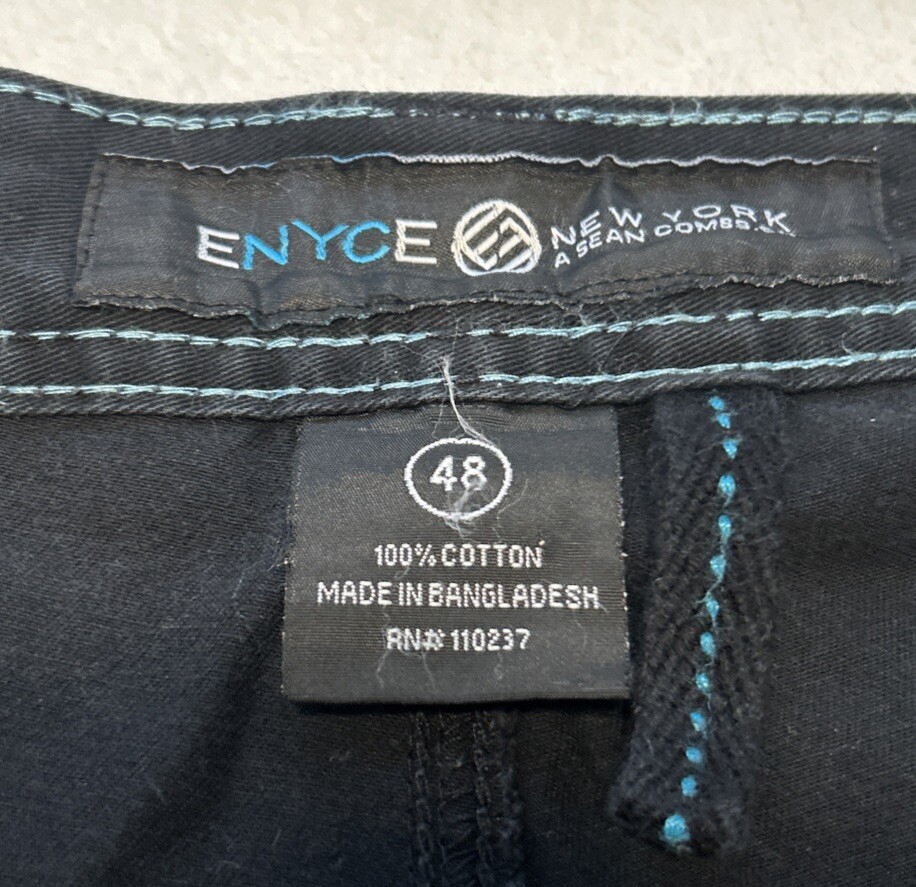 ENYCE
NEW YORK
A SEAN COMBS
48
100% COTTON
MADE IN BANGLADESH
RN# 110237